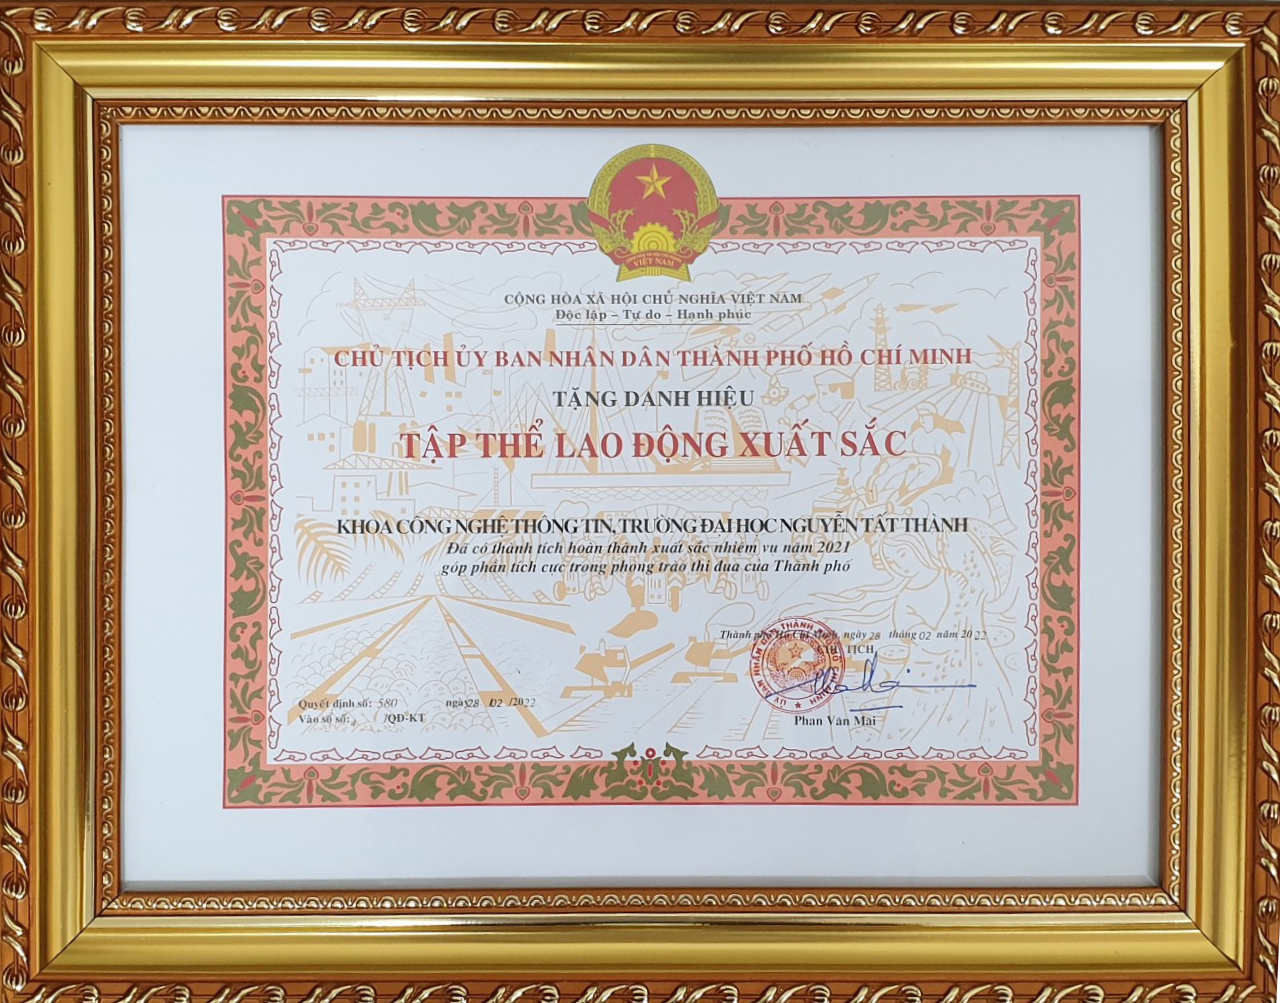 VIỆT NAM
CỘNG HÒA XÃ HỘI CHỦ NGHĨA VIỆT NAM
Độc lập – Tự do – Hạnh phúc
CHỦ TỊCH ỦY BAN NHÂN DÂN THÀNH PHỐ HỒ CHÍ MINH
TẶNG DANH HIỆU
TẬP THỂ LAO ĐỘNG XUẤT SẮC
KHOA CÔNG NGHỆ THÔNG TIN, TRƯỜNG ĐẠI HỌC NGUYỄN TẤT THÀNH
Đã có thành tích hoàn thành xuất sắc nhiệm vụ năm 2021
góp phần tích cực trong phong trào thi đua của Thành phố
Thành phố Hồ Chí Minh, ngày 28 tháng 02 năm 2022
CHỦ TỊCH
Quyết định số: 580 ngày 28 /02 /2022
Vào sổ số: /QĐ-KT
Phan Văn Mãi